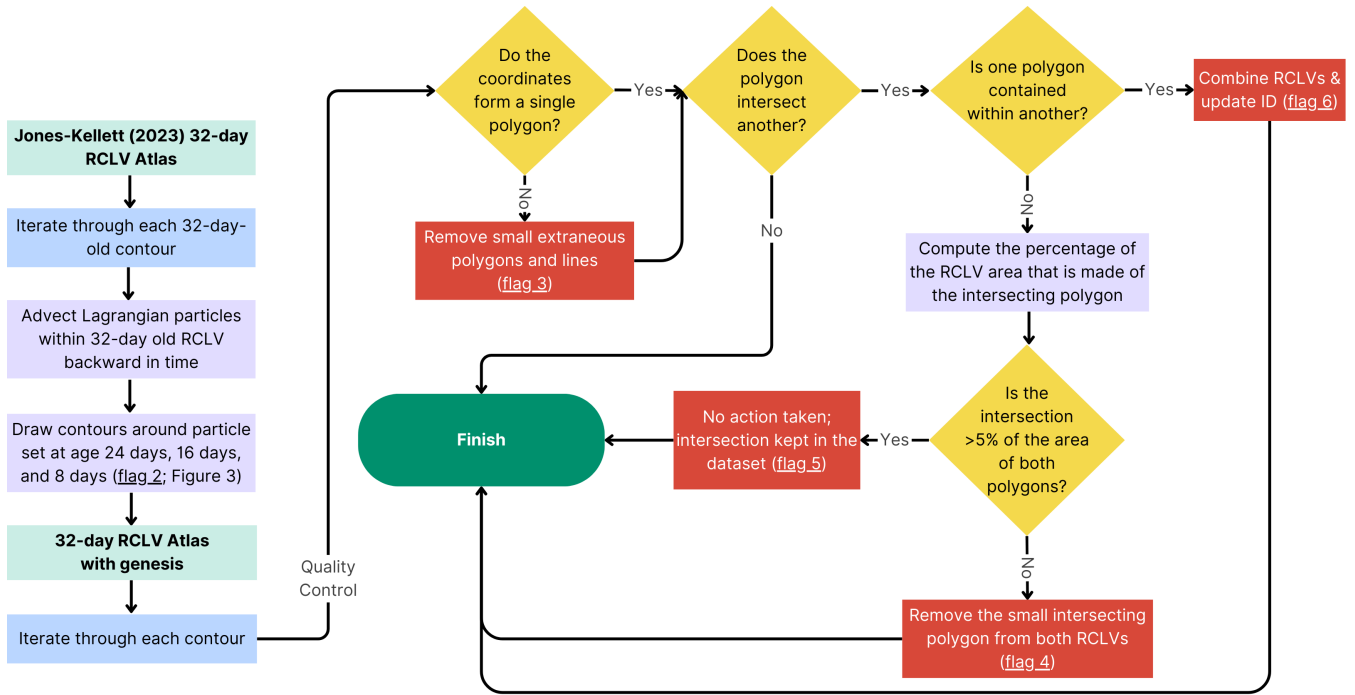 Jones-Kellett (2023) 32-day
RCLV Atlas
Iterate through each 32-day-
old contour
Advect Lagrangian particles
within 32-day old RCLV
backward in time
Draw contours around particle
set at age 24 days, 16 days,
and 8 days (flag 2; Figure 3)
32-day RCLV Atlas
with genesis
Iterate through each contour
Quality
Control
Do the
coordinates
form a single
polygon?
Yes
No
Remove small extraneous
polygons and lines
(flag 3)
Does the
polygon
intersect
another?
Yes
No
Is one polygon
contained
within another?
Yes
Combine RCLVs &
update ID (flag 6)
No
Compute the percentage of
the RCLV area that is made of
the intersecting polygon
Is the
intersection
>5% of the area
of both
polygons?
Yes
No action taken;
intersection kept in the
dataset (flag 5)
Finish
No
Remove the small intersecting
polygon from both RCLVs
(flag 4)